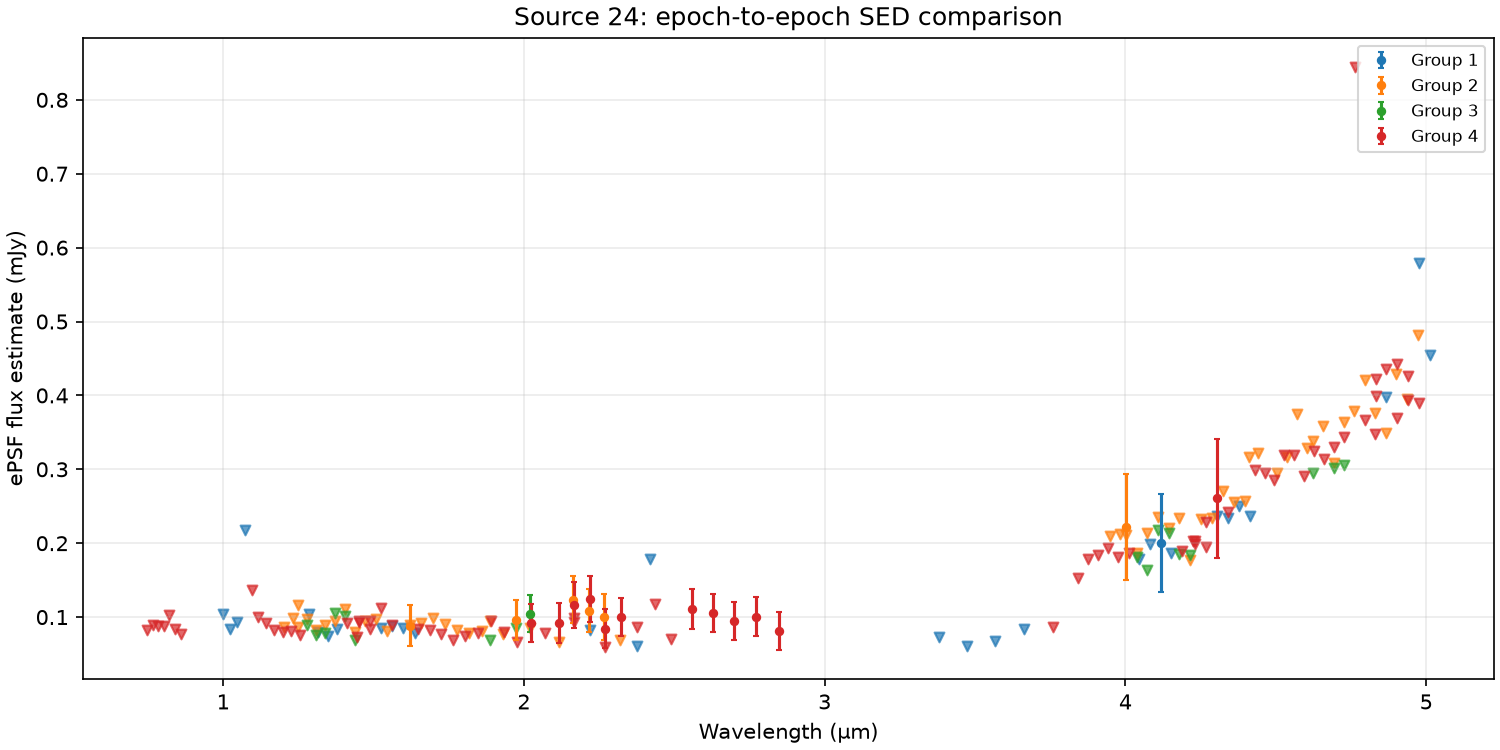 Source 24: epoch-to-epoch SED comparison
ePSF flux estimate (mJy)
0.8
0.7
0.6
0.5
0.4
0.3
0.2
0.1
Group 1
Group 2
Group 3
Group 4
1 2 3 4 5
Wavelength (μm)